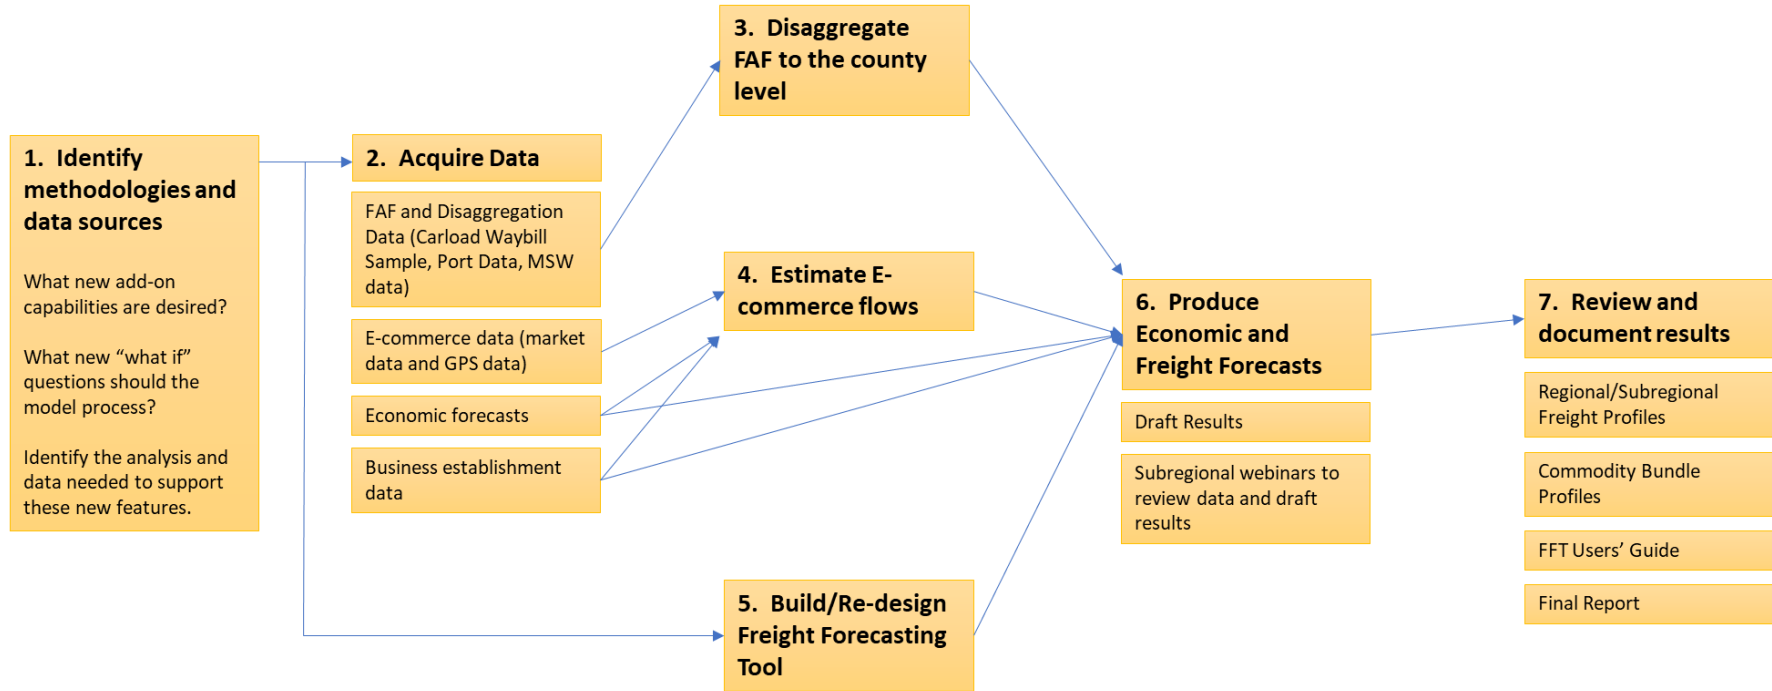 1. Identify
methodologies and
data sources
What new add-on
capabilities are desired?
What new “what if”
questions should the
model process?
Identify the analysis and
data needed to support
these new features.
2. Acquire Data
FAF and Disaggregation
Data (Carload Waybill
Sample, Port Data, MSW
data)
E-commerce data (market
data and GPS data)
Economic forecasts
Business establishment
data
3. Disaggregate
FAF to the county
level
4. Estimate E-
commerce flows
5. Build/Re-design
Freight Forecasting
Tool
6. Produce
Economic and
Freight Forecasts
Draft Results
Subregional webinars to
review data and draft
results
7. Review and
document results
Regional/Subregional
Freight Profiles
Commodity Bundle
Profiles
FFT Users’ Guide
Final Report